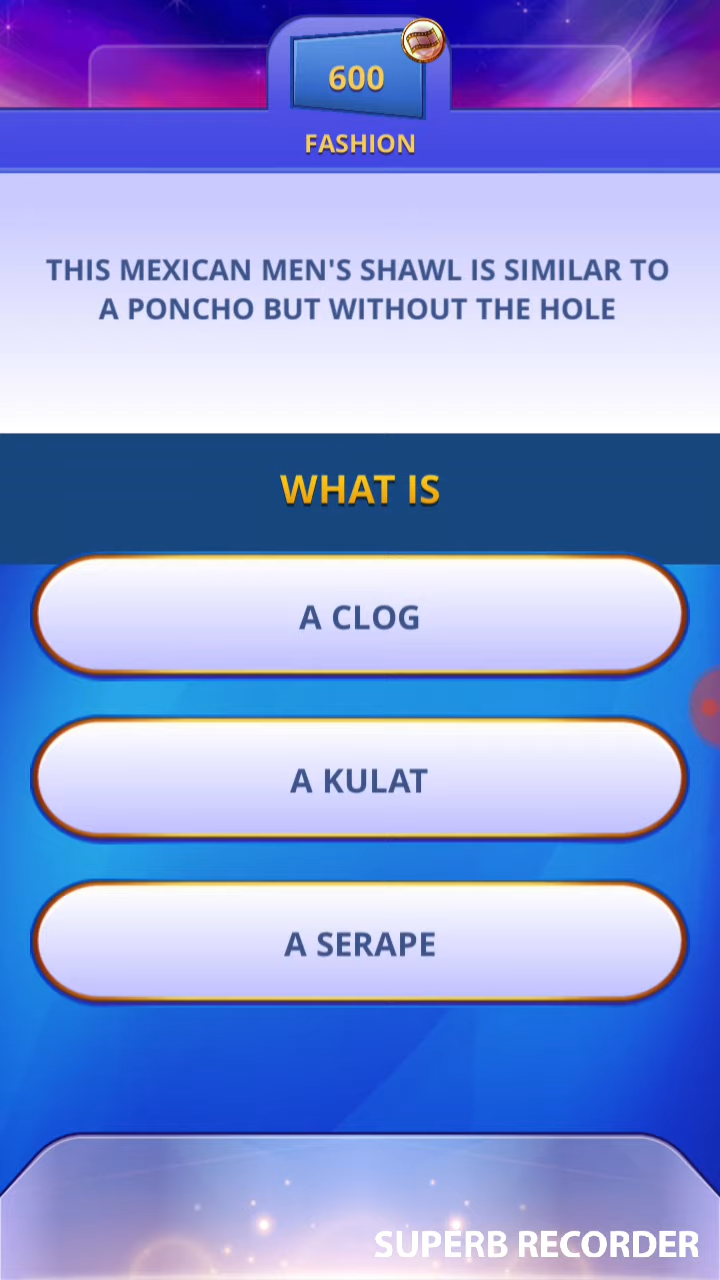 600
FASHION
THIS MEXICAN MEN'S SHAWL IS SIMILAR TO
A PONCHO BUT WITHOUT THE HOLE
WHAT IS
A CLOG
A KULAT
A SERAPE
SUPERB RECORDER